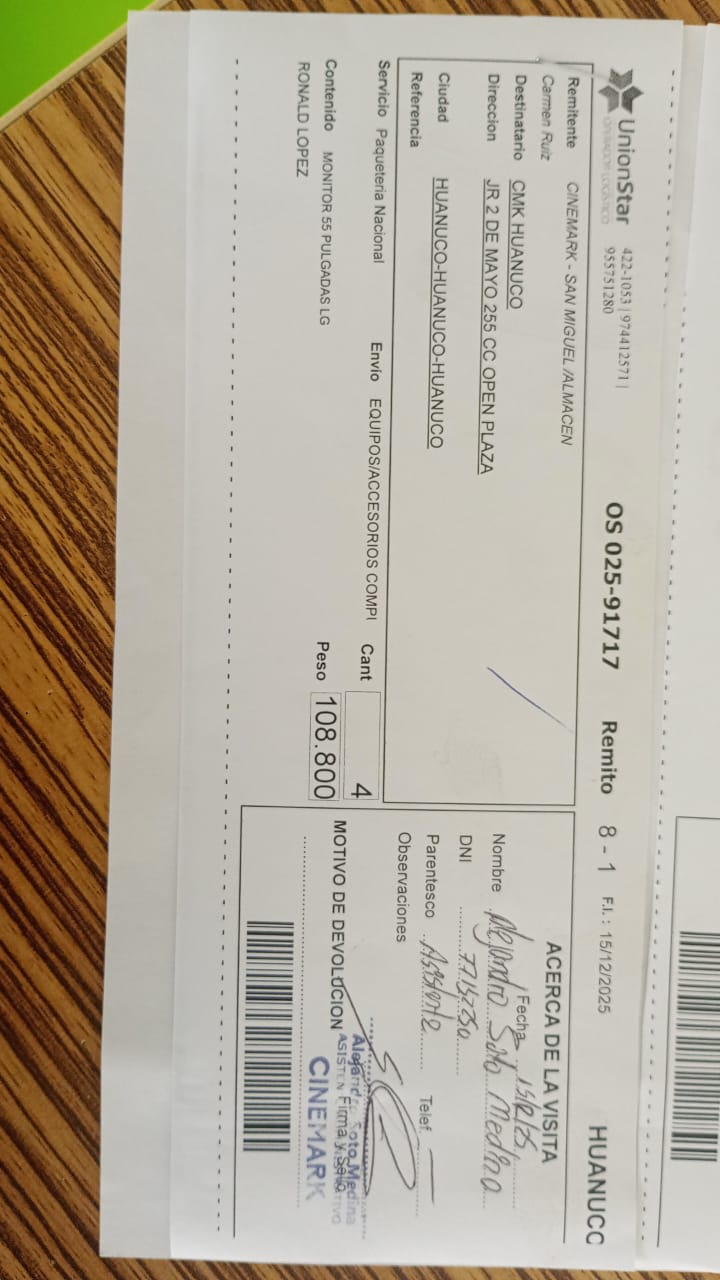 UnionStar 422-1053 | 974412571 |
OPERADOR LOGÍSTICO 955751280
OS 025-91717 Remito 8 - 1 F.I.: 15/12/2025 HUANUCC
Remitente CINEMARK - SAN MIGUEL /ALMACEN
Carmen Ruiz
Destinatario CMK HUANUCO
Direccion JR 2 DE MAYO 255 CC OPEN PLAZA
Ciudad HUANUCO-HUANUCO-HUANUCO
Referencia
Servicio Paqueteria Nacional Envío EQUIPOS/ACCESORIOS COMPI Cant 4
Contenido MONITOR 55 PULGADAS LG Peso 108.800
RONALD LOPEZ
ACERCA DE LA VISITA
Fecha
Nombre Alejandro Soto Medina
DNI
Parentesco Asistente Telef.
Observaciones
MOTIVO DE DEVOLUCION
Firma y Sello
Alejandro Soto Medina
CINEMARK